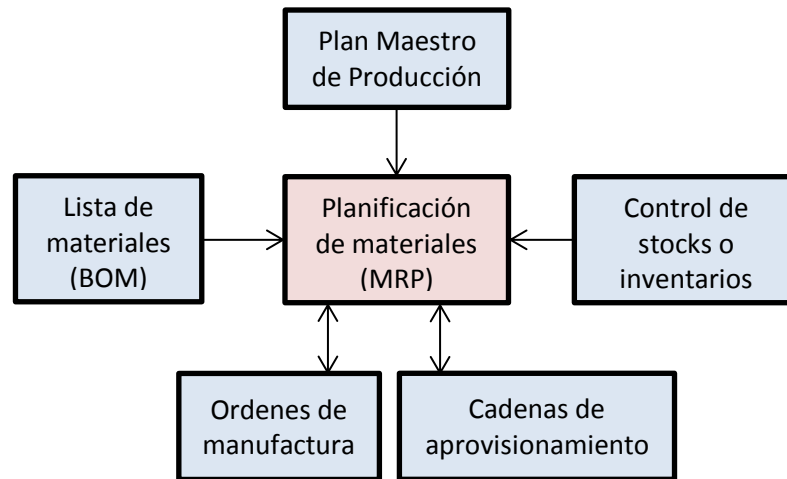 Plan Maestro
de Producción
Lista de
materiales
(BOM)
Planificación
de materiales
(MRP)
Control de
stocks o
inventarios
Ordenes de
manufactura
Cadenas de
aprovisionamiento